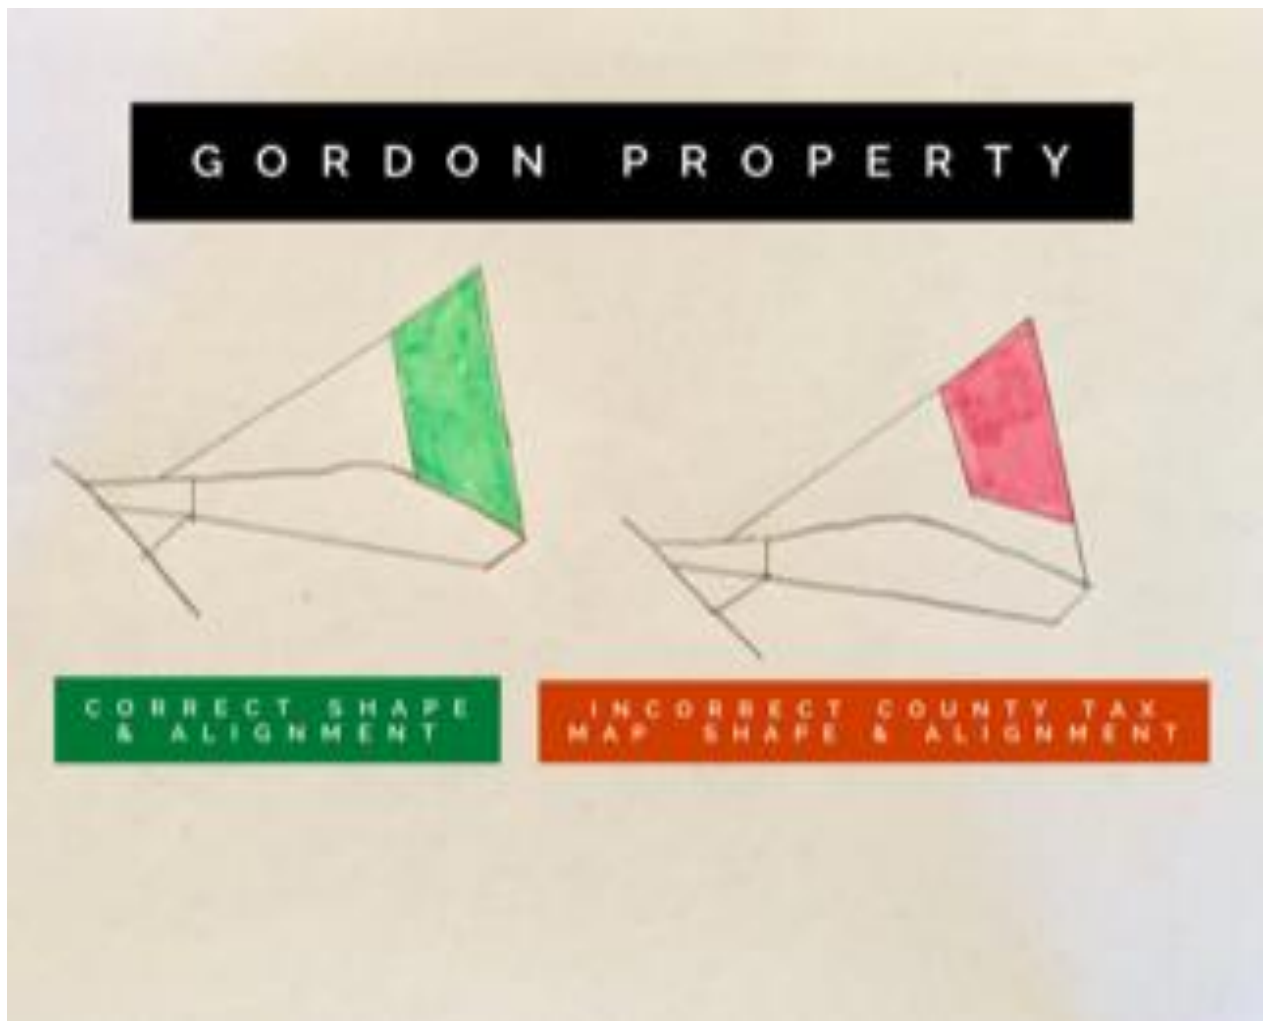 GORDON PROPERTY
CORRECT SHAPE
& ALIGNMENT
INCORRECT COUNTY TAX
MAP SHAPE & ALIGNMENT